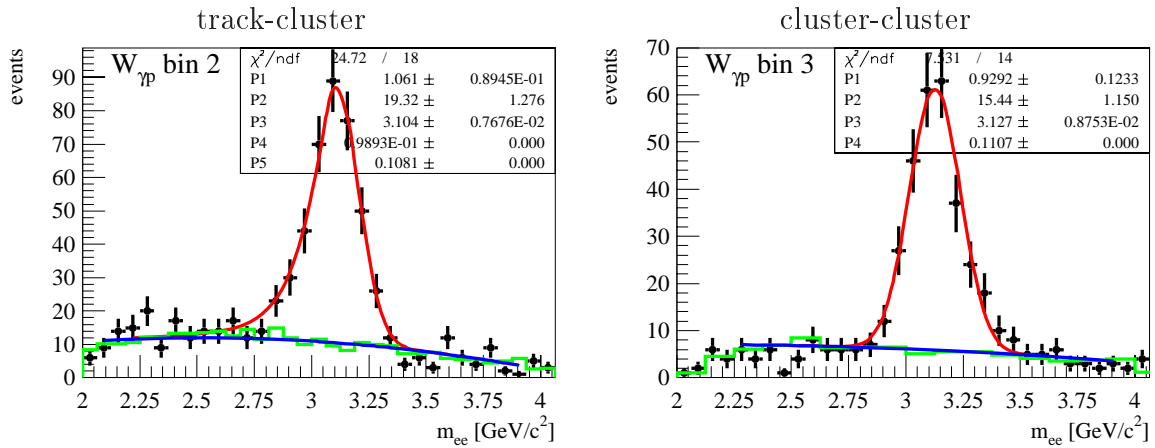 track-cluster
events
W_γp bin 2
χ²/ndf 24.72 / 18
P1 1.061 ± 0.8945E-01
P2 19.32 ± 1.276
P3 3.104 ± 0.7676E-02
P4 0.9893E-01 ± 0.000
P5 0.1081 ± 0.000
90
80
70
60
50
40
30
20
10
0
2 2.25 2.5 2.75 3 3.25 3.5 3.75 4
m_ee [GeV/c²]
cluster-cluster
events
W_γp bin 3
χ²/ndf 7.531 / 14
P1 0.9292 ± 0.1233
P2 15.44 ± 1.150
P3 3.127 ± 0.8753E-02
P4 0.1107 ± 0.000
70
60
50
40
30
20
10
0
2 2.25 2.5 2.75 3 3.25 3.5 3.75 4
m_ee [GeV/c²]